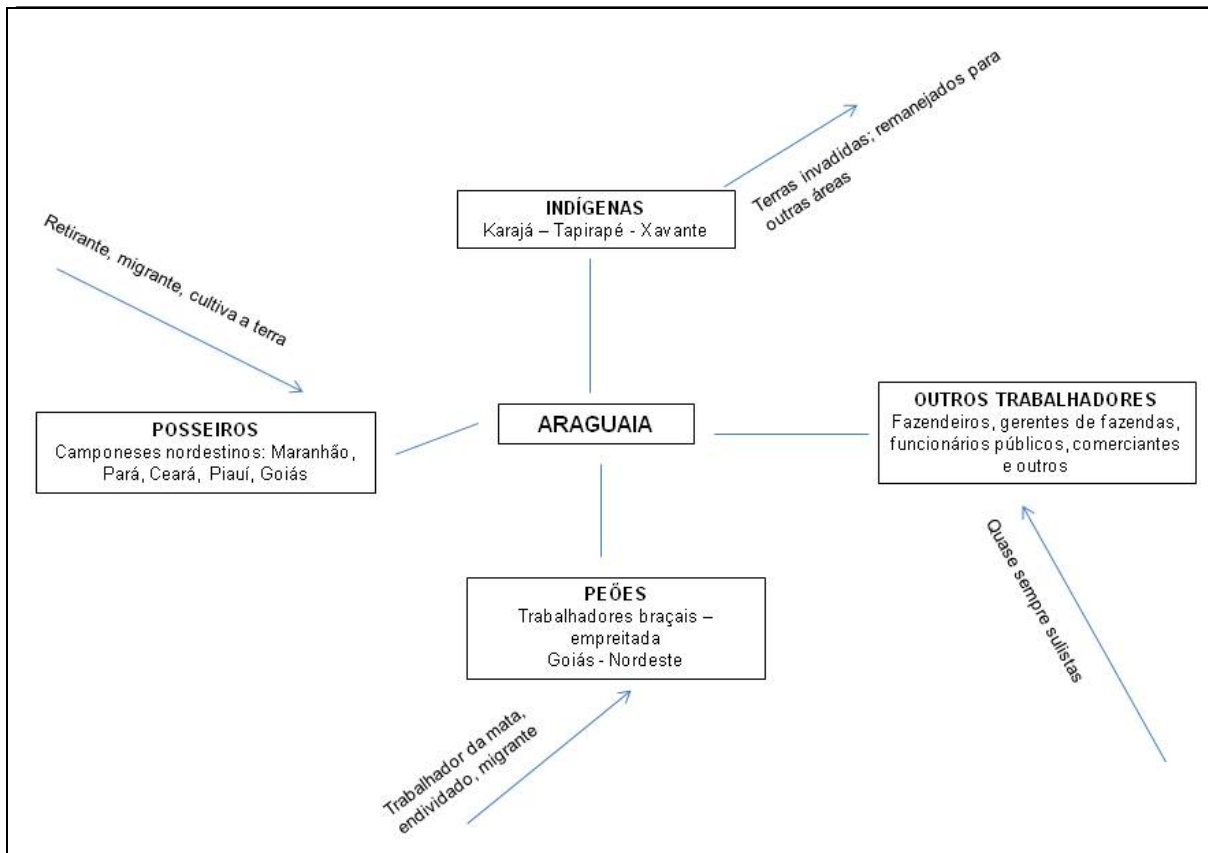 Terras invadidas; remanejados para
outras áreas
INDÍGENAS
Karajá – Tapirapé - Xavante
Retirante, migrante, cultiva a terra
POSSEIROS
Camponeses nordestinos: Maranhão,
Pará, Ceará, Piauí, Goiás
ARAGUAIA
OUTROS TRABALHADORES
Fazendeiros, gerentes de fazendas,
funcionários públicos, comerciantes
e outros
PEÕES
Trabalhadores braçais –
empreitada
Goiás - Nordeste
Quase sempre sulistas
Trabalhador da mata,
endividado, migrante